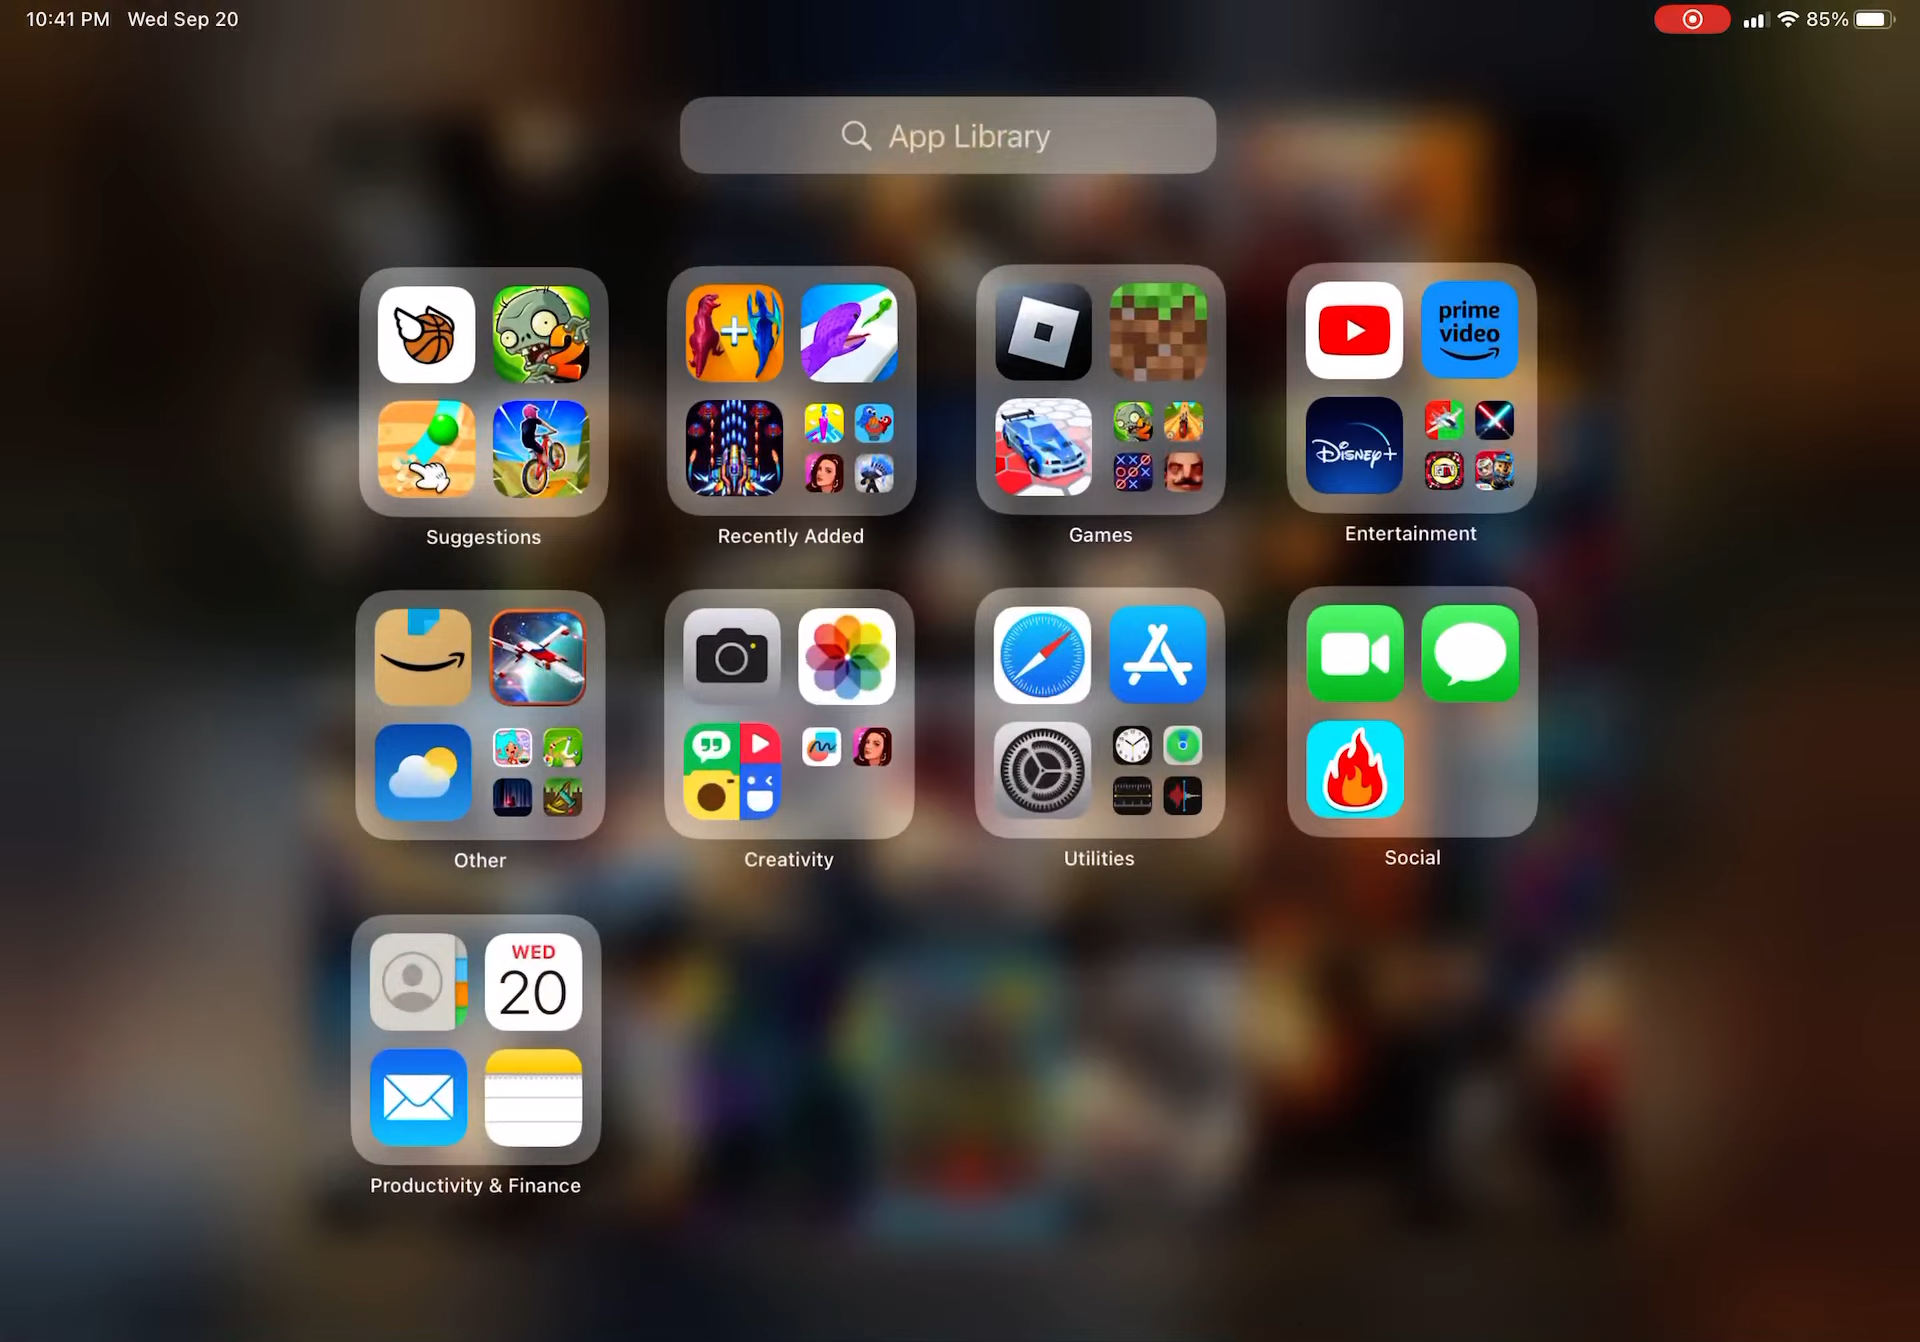 10:41 PM Wed Sep 20
85%
App Library
2
prime
video
Disney+
Suggestions
Recently Added
Games
Entertainment
Other
Creativity
Utilities
Social
WED
20
Productivity & Finance